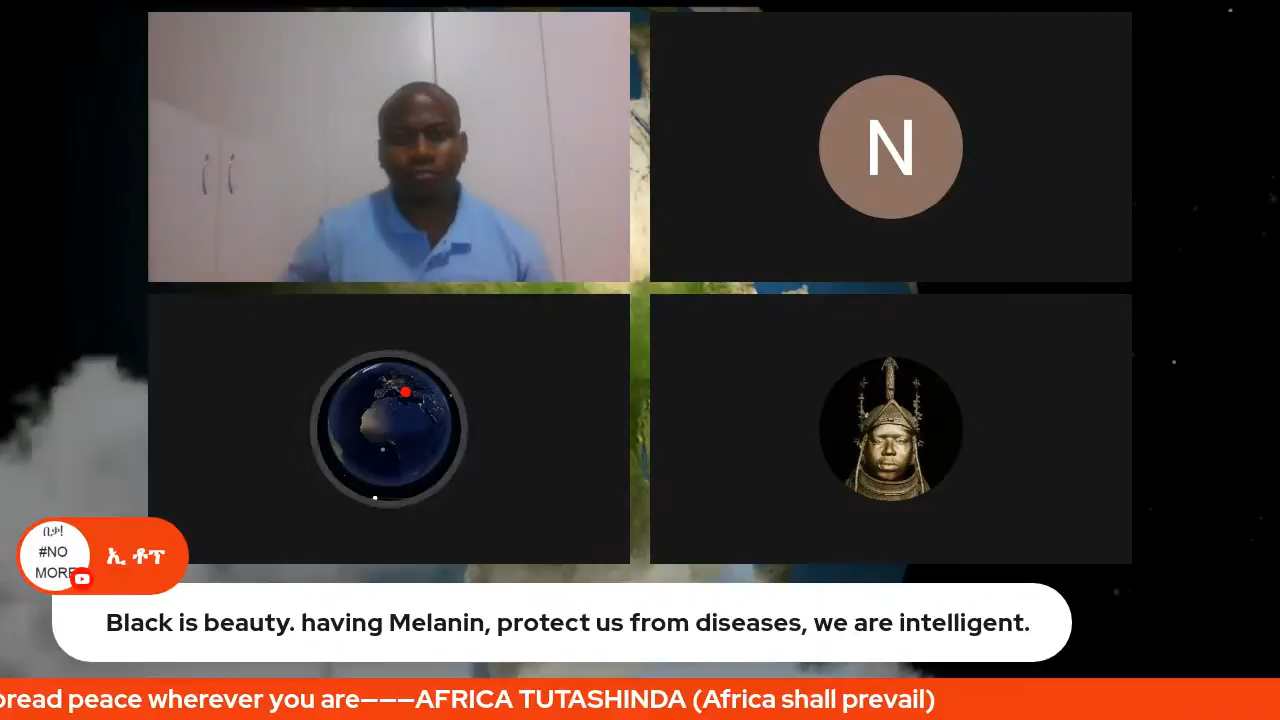 N
በቃ!
#NO
MORE
ኢ ቶፕ
Black is beauty. having Melanin, protect us from diseases, we are intelligent.
pread peace wherever you are———AFRICA TUTASHINDA (Africa shall prevail)